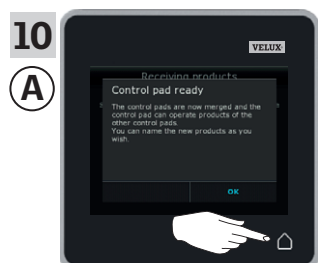 10
A
VELUX
Receiving products
Control pad ready
The control pads are now merged and the
control pad can operate products of the
other control pads.
You can name the new products as you
wish.
OK